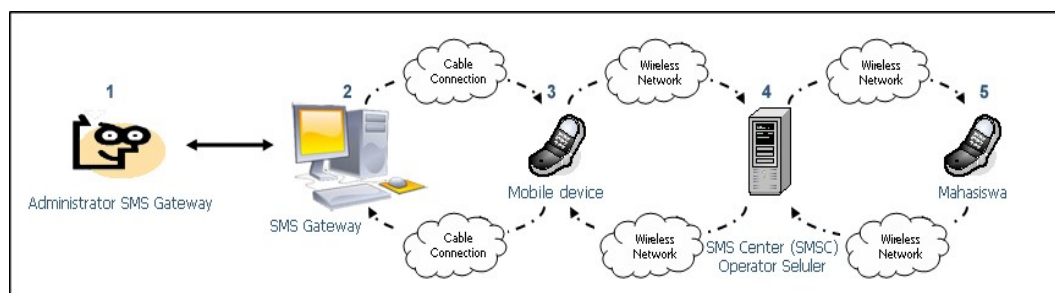 1
Administrator SMS Gateway
2
SMS Gateway
Cable
Connection
Cable
Connection
3
Mobile device
Wireless
Network
Wireless
Network
4
SMS Center (SMSC)
Operator Seluler
Wireless
Network
Wireless
Network
5
Mahasiswa